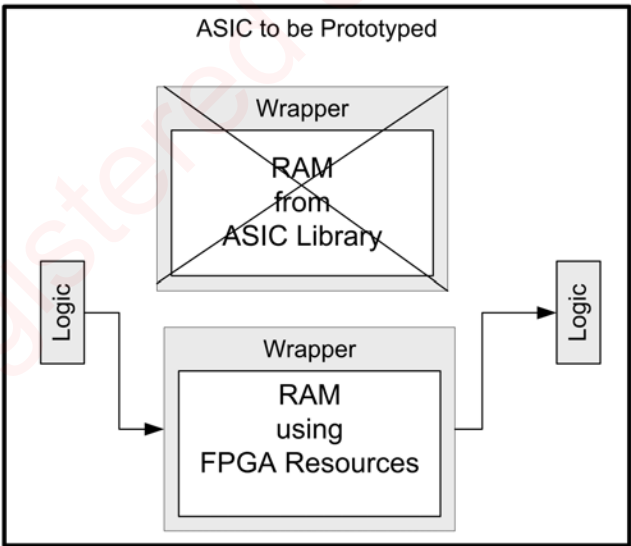 ASIC to be Prototyped
Wrapper
RAM
from
ASIC Library
Logic
Logic
Wrapper
RAM
using
FPGA Resources